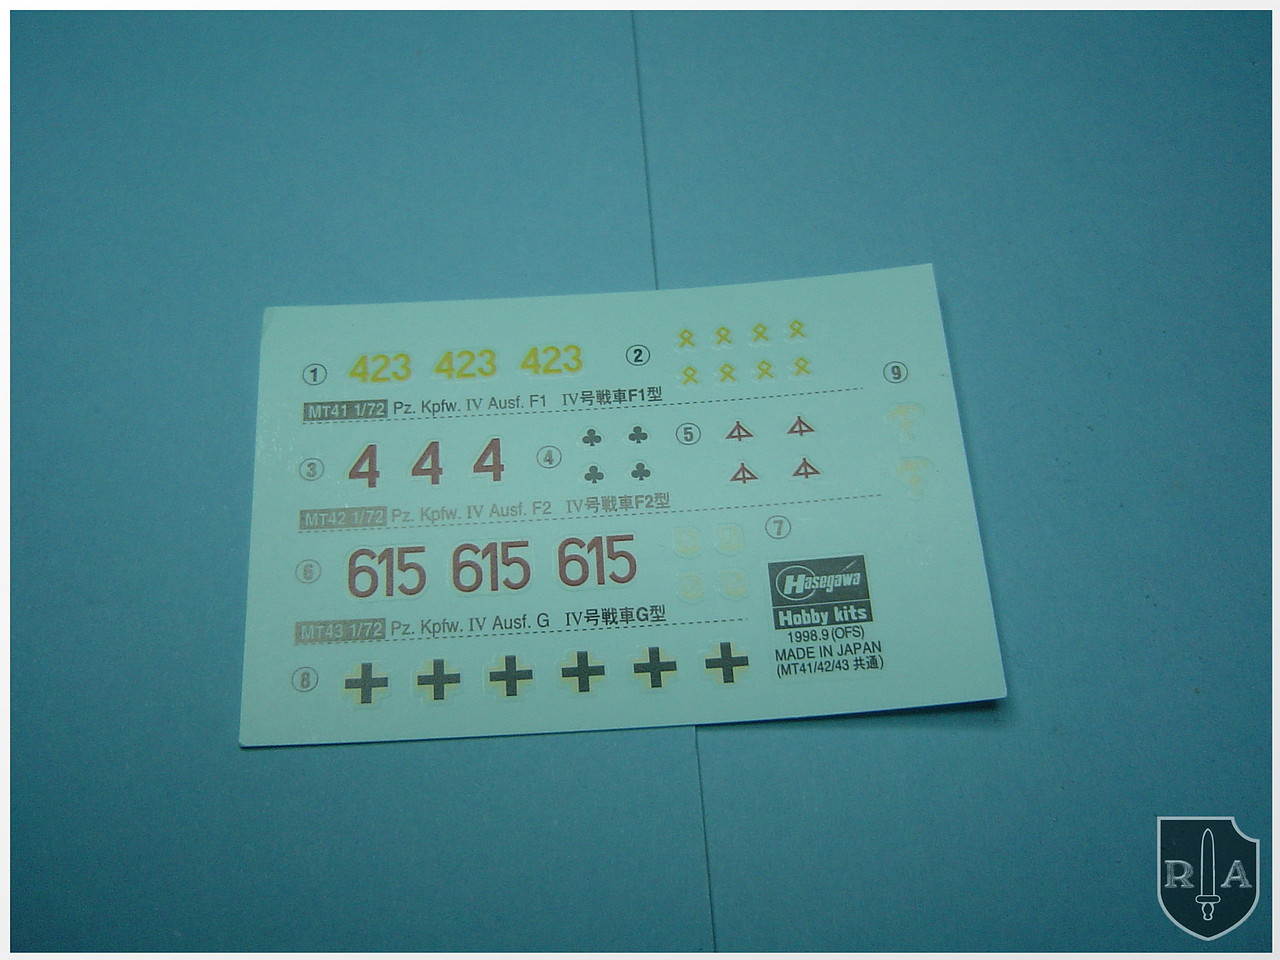 ① 423 423 423 ②
⑨
MT41 1/72 Pz. Kpfw. IV Ausf. F1 IV号戦車F1型
③ 4 4 4 ④ ⑤
MT42 1/72 Pz. Kpfw. IV Ausf. F2 IV号戦車F2型
⑥ 615 615 615 ⑦
MT43 1/72 Pz. Kpfw. IV Ausf. G IV号戦車G型
⑧
Hasegawa
Hobby kits
1998.9 (OFS)
MADE IN JAPAN
(MT41/42/43 共通)
R A